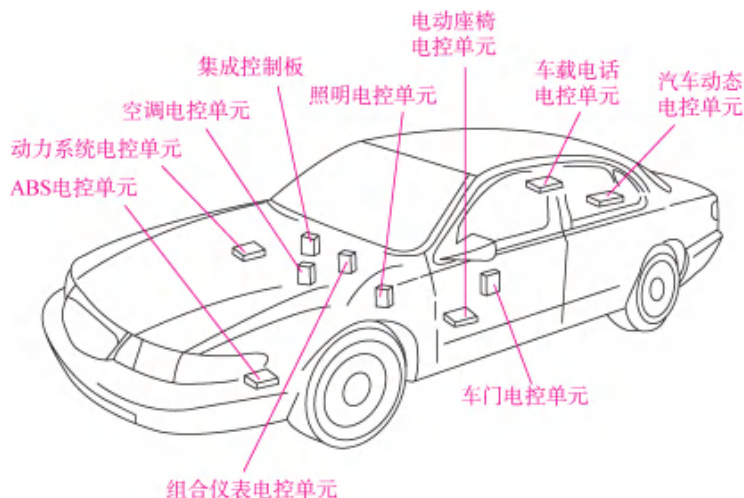 电动座椅
电控单元
集成控制板
车载电话
电控单元
汽车动态
电控单元
照明电控单元
空调电控单元
动力系统电控单元
ABS电控单元
车门电控单元
组合仪表电控单元